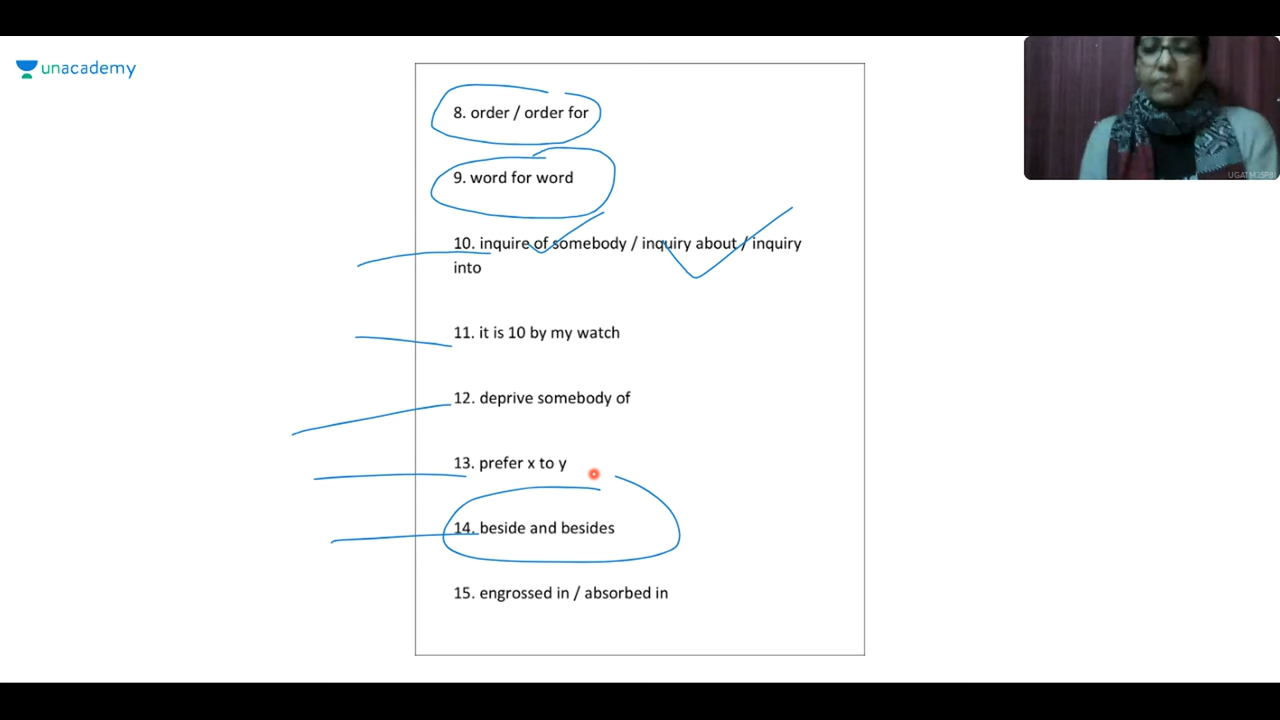 unacademy
8. order / order for
9. word for word
10. inquire of somebody / inquiry about / inquiry
into
11. it is 10 by my watch
12. deprive somebody of
13. prefer x to y
14. beside and besides
15. engrossed in / absorbed in